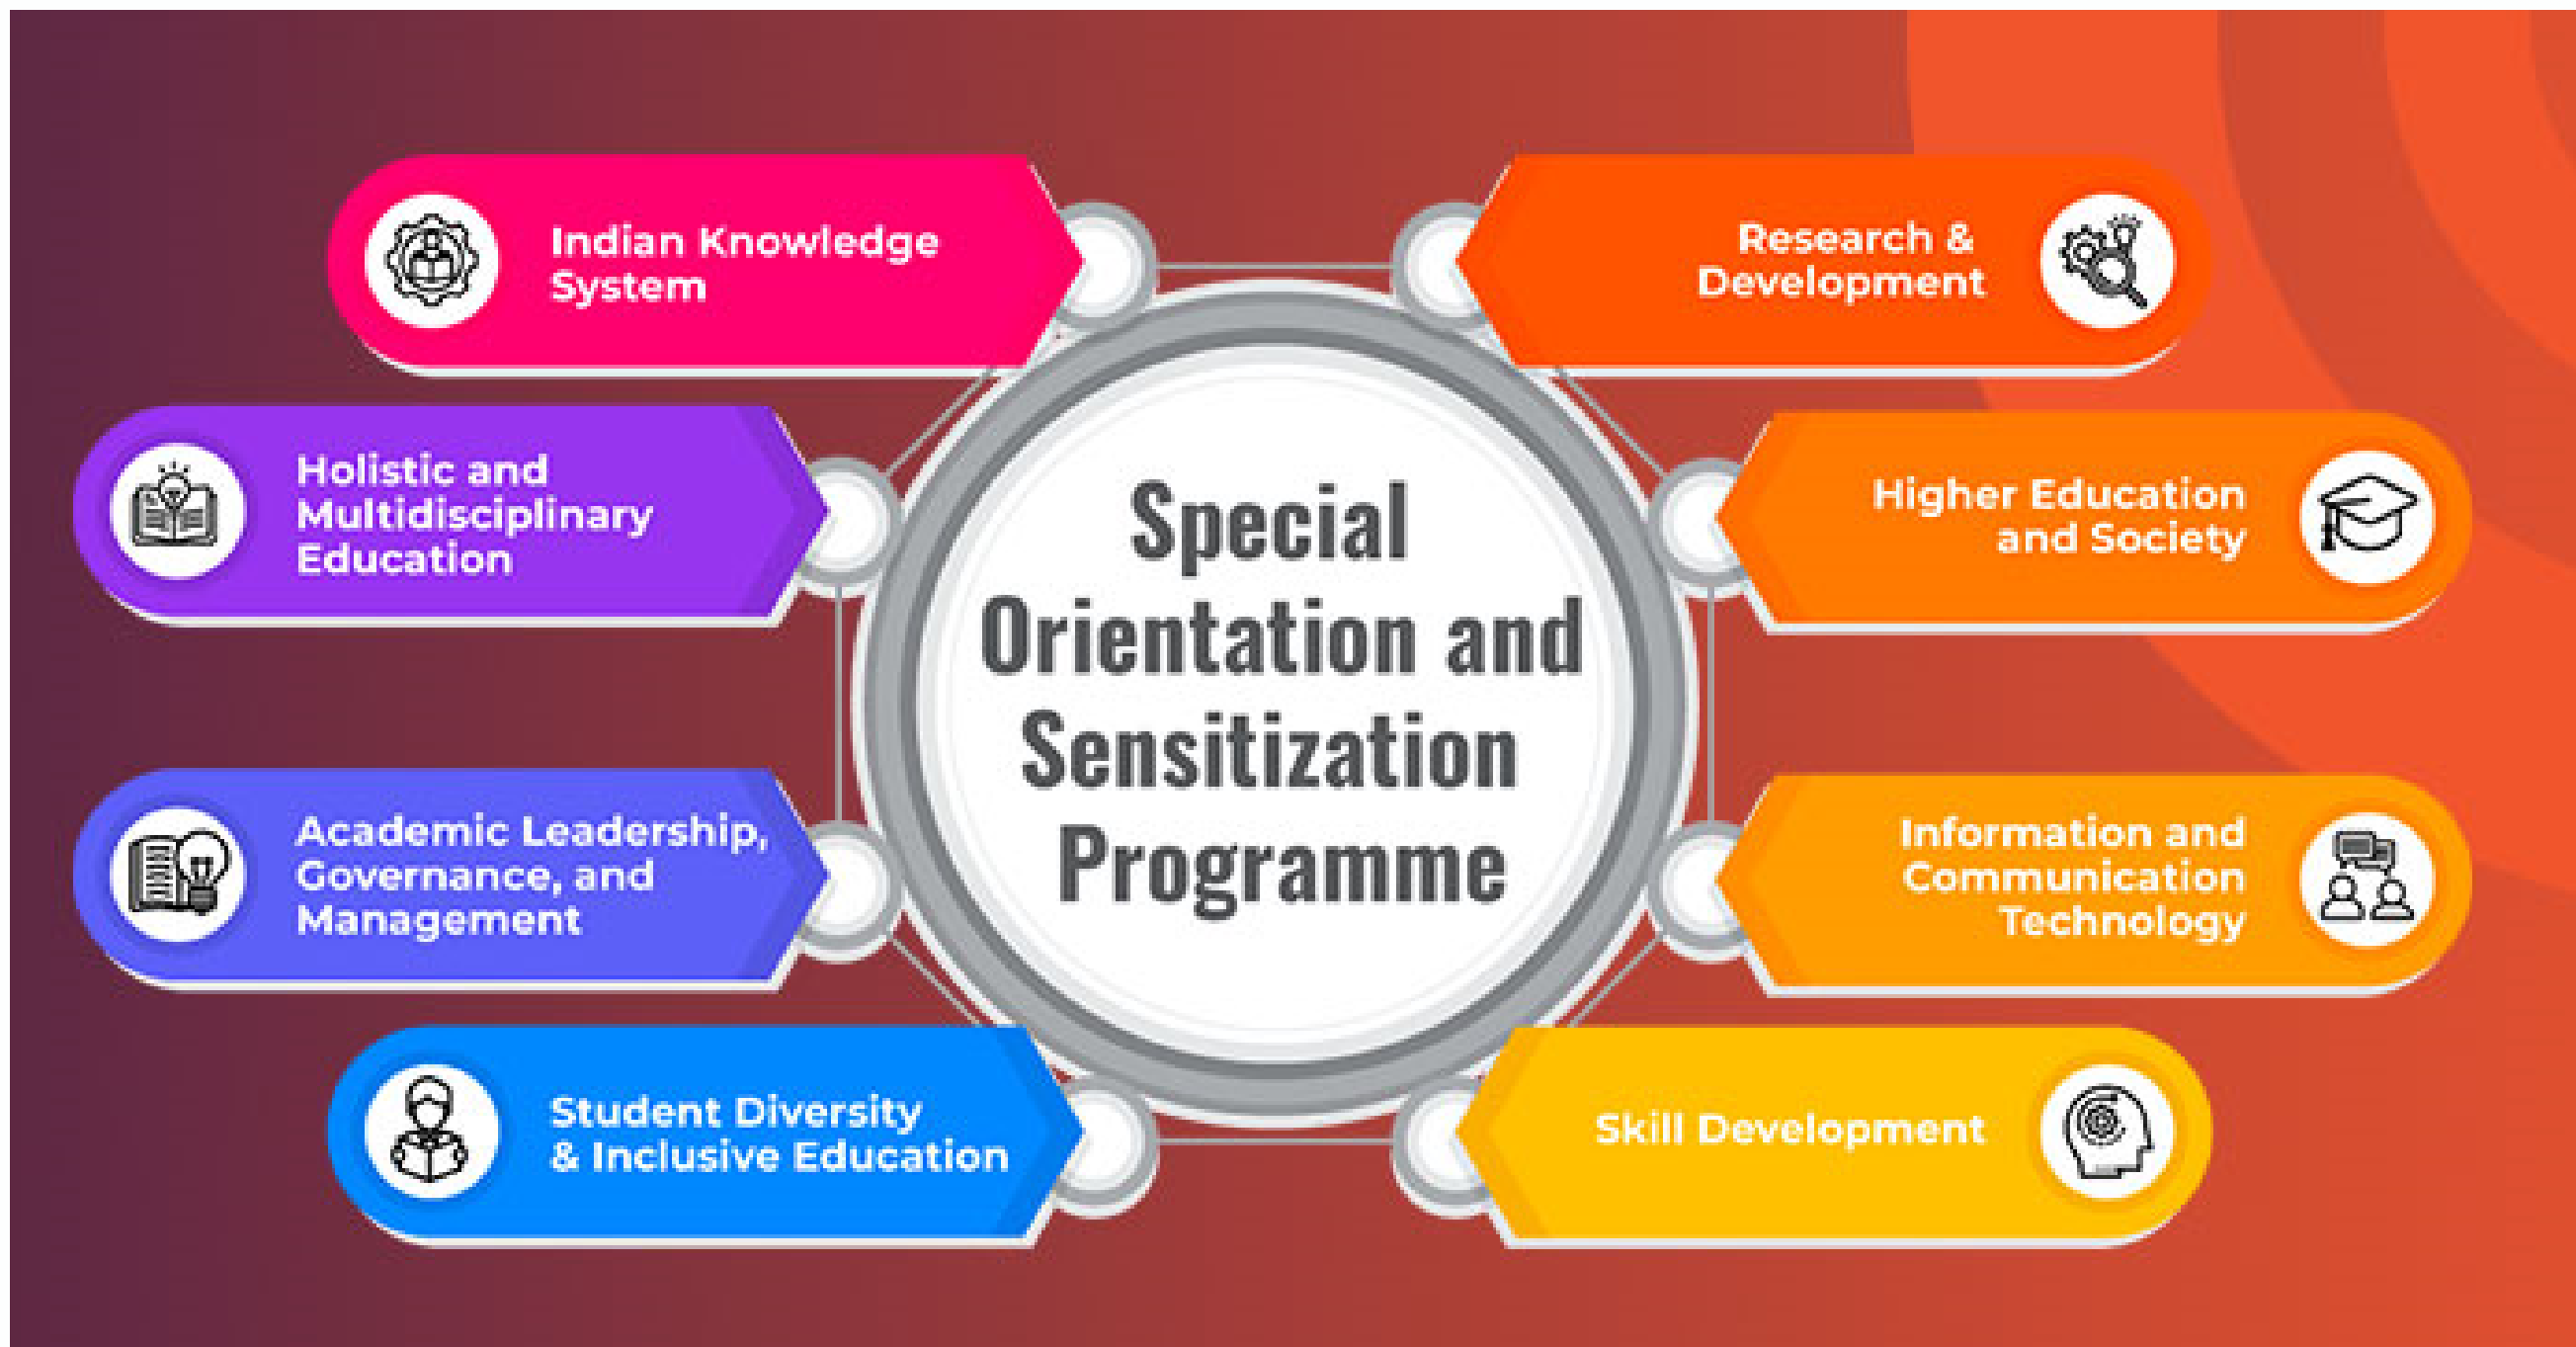 Indian Knowledge
System
Holistic and
Multidisciplinary
Education
Academic Leadership,
Governance, and
Management
Student Diversity
& Inclusive Education
Special
Orientation and
Sensitization
Programme
Research &
Development
Higher Education
and Society
Information and
Communication
Technology
Skill Development